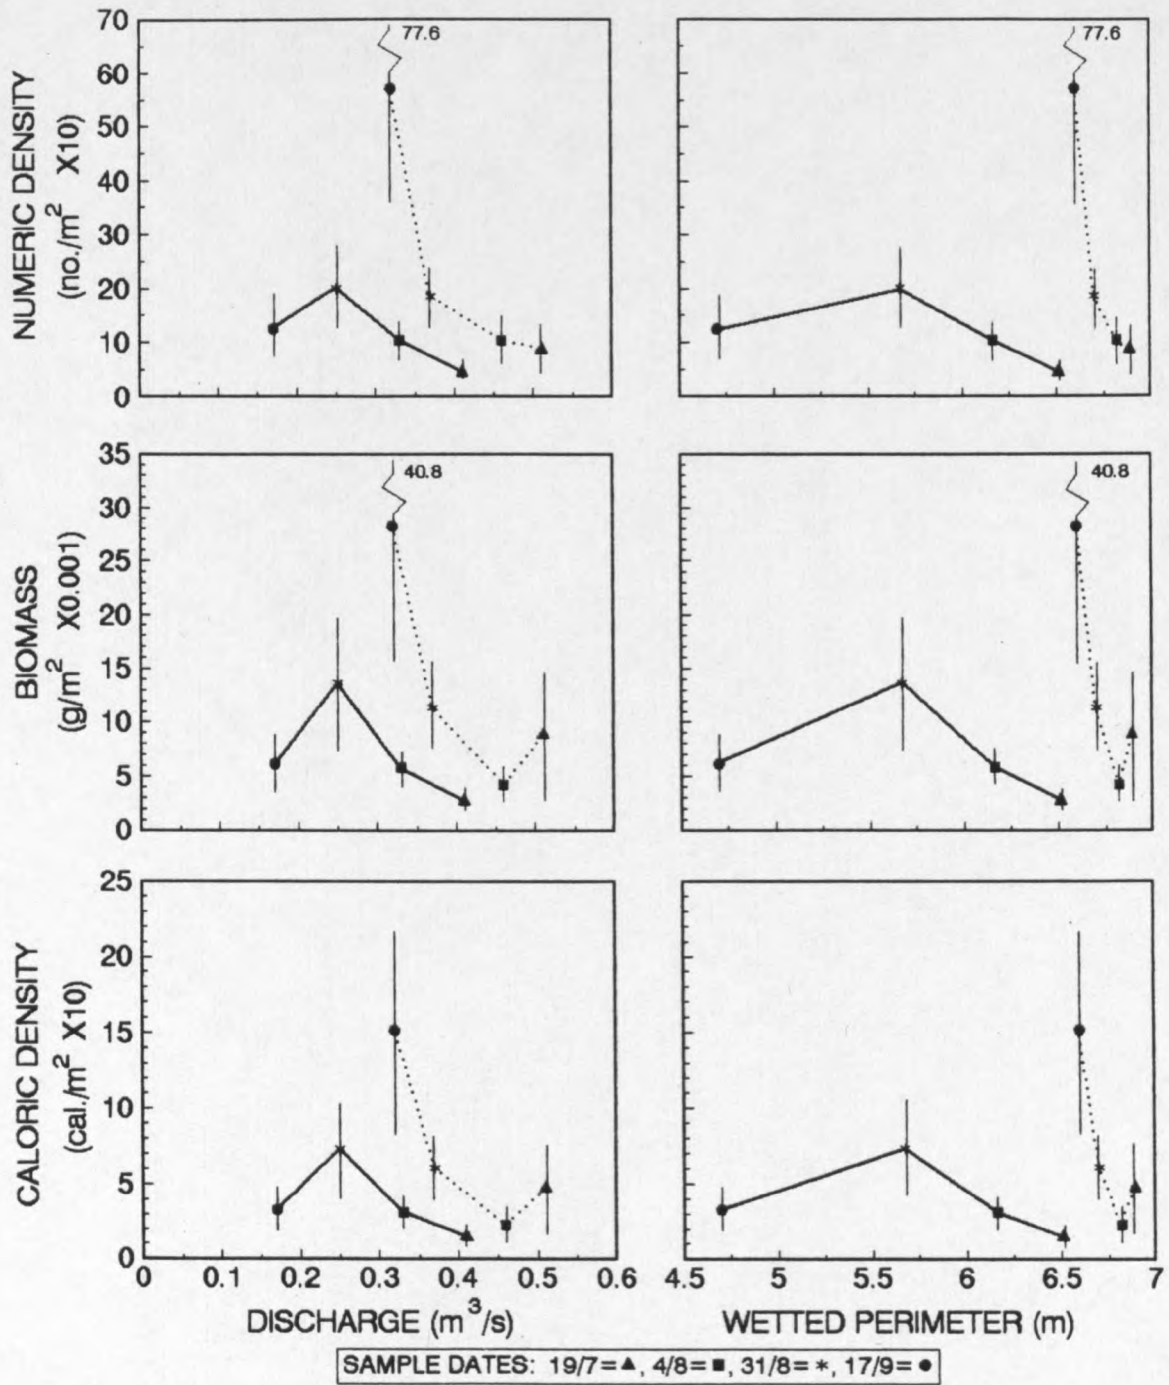 NUMERIC DENSITY
(no./m² X10)
70
60
50
40
30
20
10
0
77.6
77.6
BIOMASS
(g/m² X0.001)
35
30
25
20
15
10
5
0
40.8
40.8
CALORIC DENSITY
(cal./m² X10)
25
20
15
10
5
0
0 0.1 0.2 0.3 0.4 0.5 0.6
4.5 5 5.5 6 6.5 7
DISCHARGE (m³/s)
WETTED PERIMETER (m)
SAMPLE DATES: 19/7=▲, 4/8=■, 31/8=*, 17/9=●